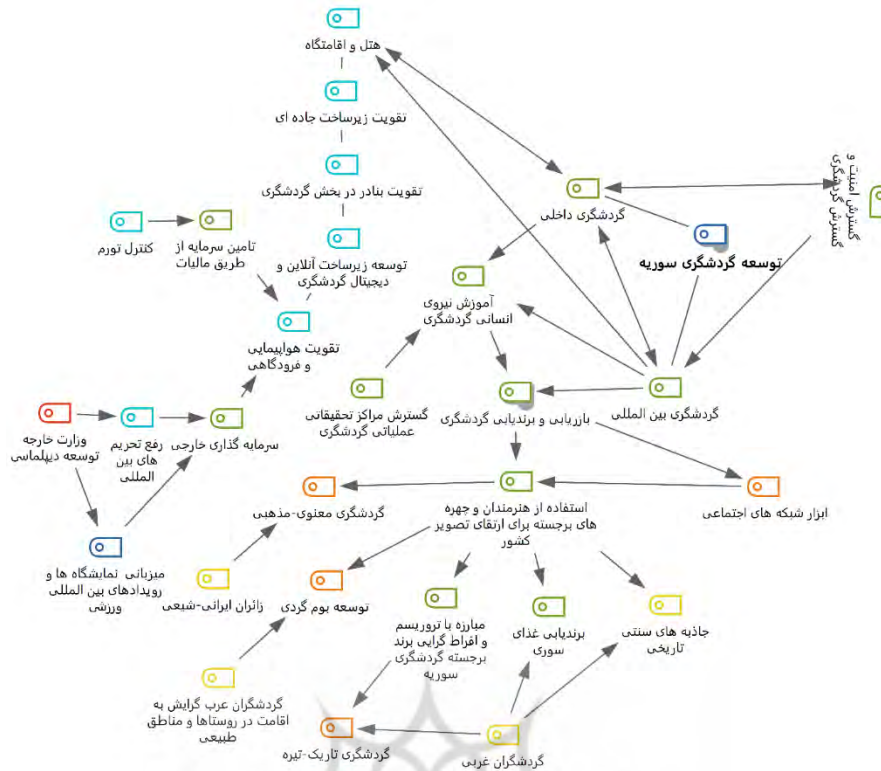 هتل و اقامتگاه
تقویت زیرساخت جاده ای
تقویت بنادر در بخش گردشگری
گسترش امنیت و
گسترش گردشگری
گردشگری داخلی
توسعه گردشگری سوریه
کنترل تورم
تامین سرمایه از
طریق مالیات
توسعه زیرساخت آنلاین و
دیجیتال گردشگری
آموزش نیروی
انسانی گردشگری
تقویت هواپیمایی
و فرودگاهی
گردشگری بین المللی
بازریابی و برندیابی گردشگری
گسترش مراکز تحقیقاتی
عملیاتی گردشگری
سرمایه گذاری خارجی
رفع تحریم
های بین
المللی
وزارت خارجه
توسعه دیپلماسی
ابزار شبکه های اجتماعی
استفاده از هنرمندان و چهره
های برجسته برای ارتقای تصویر
کشور
گردشگری معنوی-مذهبی
میزبانی نمایشگاه ها و
رویدادهای بین المللی
ورزشی
زائران ایرانی-شیعی
توسعه بوم گردی
مبارزه با تروریسم
و افراط گرایی برند
برجسته گردشگری
سوریه
برندیابی غذای
سوری
جاذبه های سنتی
تاریخی
گردشگران عرب گرایش به
اقامت در روستاها و مناطق
طبیعی
گردشگری تاریک-تیره
گردشگران غربی